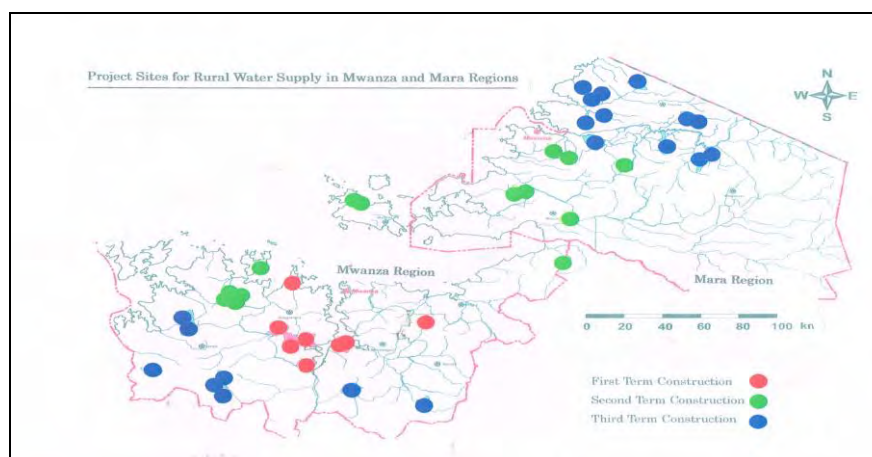 Project Sites for Rural Water Supply in Mwanza and Mara Regions
N
W E
S
Mwanza Region
Mara Region
0 20 40 60 80 100 kn
First Term Construction
Second Term Construction
Third Term Construction